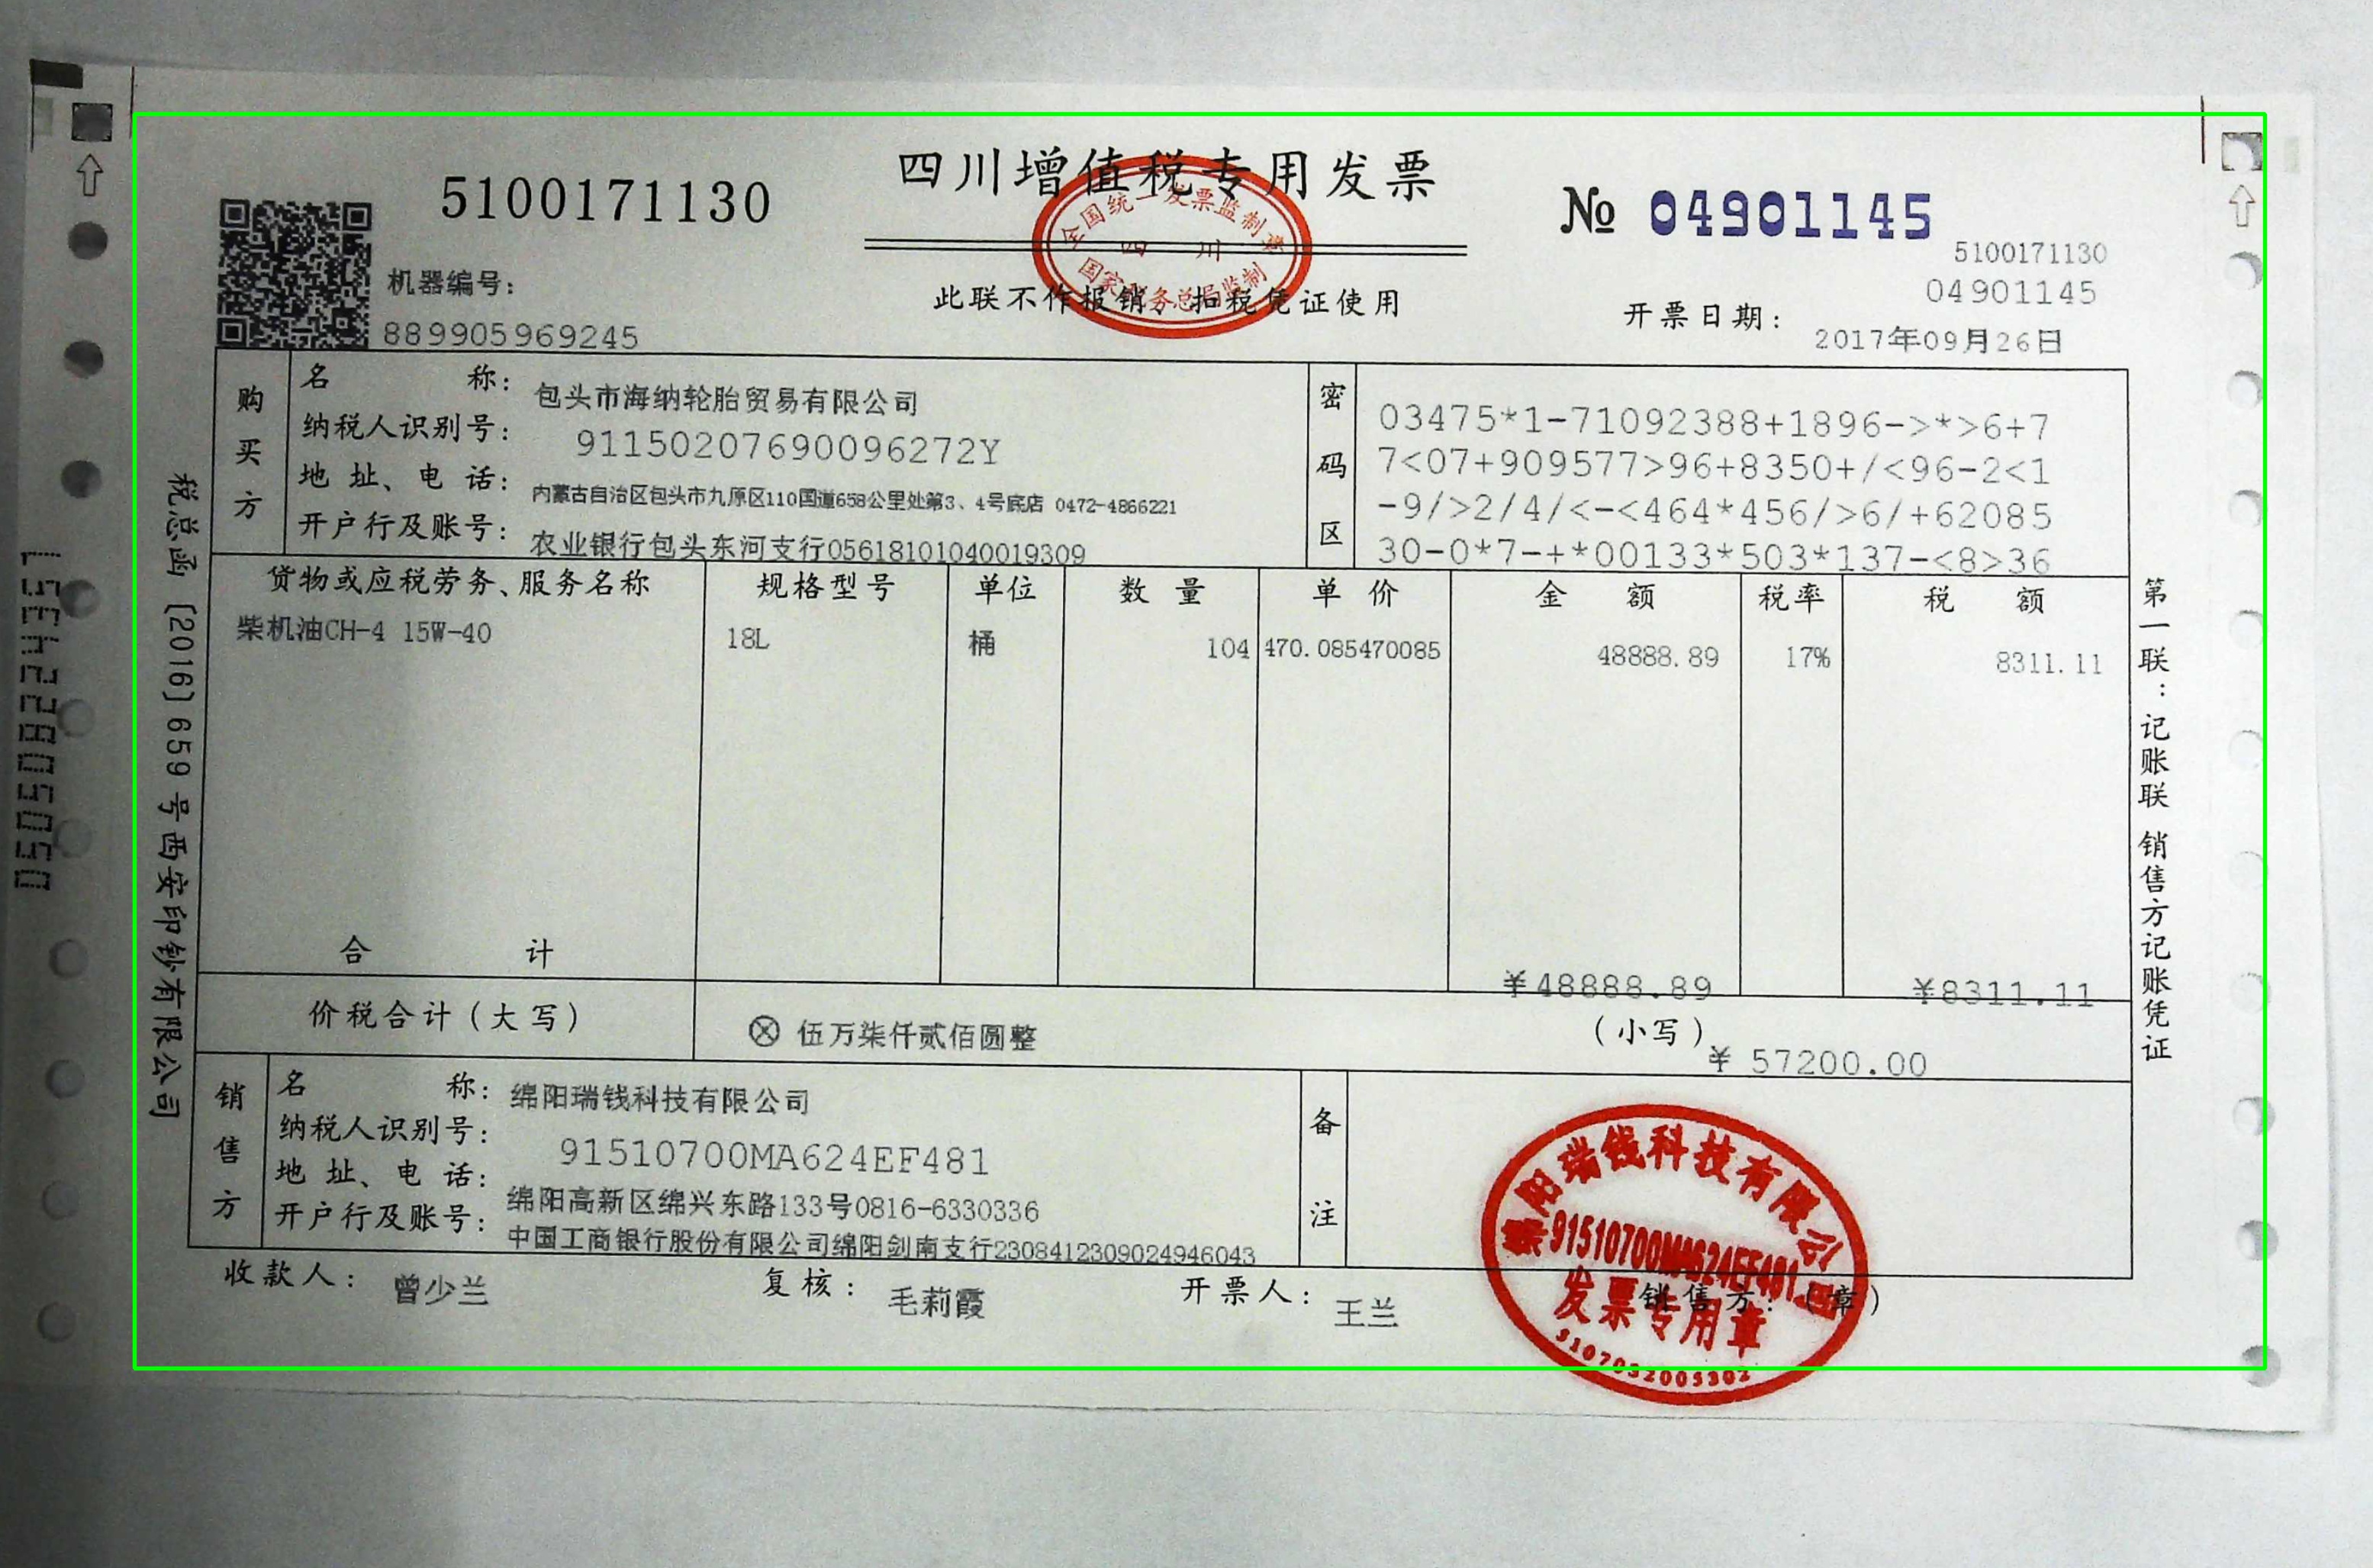 四川增值税专用发票
5100171130
№ 04901145
全国统一发票监制章
四川
国家税务总局监制
5100171130
04901145
机器编号:
889905969245
此联不作报销、扣税凭证使用
开票日期: 2017年09月26日
购买方
名称: 包头市海纳轮胎贸易有限公司
纳税人识别号: 91150207690096272Y
地址、电话: 内蒙古自治区包头市九原区110国道658公里处第3、4号底店 0472-4866221
开户行及账号: 农业银行包头东河支行05618101040019309
密码区
03475*1-71092388+1896->*>6+7
7<07+909577>96+8350+/<96-2<1
-9/>2/4/<-<464*456/>6/+62085
30-0*7-+*00133*503*137-<8>36
货物或应税劳务、服务名称 规格型号 单位 数量 单价 金额 税率 税额
柴机油CH-4 15W-40 18L 桶 104 470.085470085 48888.89 17% 8311.11
合计 ¥48888.89 ¥8311.11
价税合计(大写) ⊗ 伍万柒仟贰佰圆整 (小写) ¥ 57200.00
销售方
名称: 绵阳瑞钱科技有限公司
纳税人识别号: 91510700MA624EF481
地址、电话: 绵阳高新区绵兴东路133号0816-6330336
开户行及账号: 中国工商银行股份有限公司绵阳剑南支行2308412309024946043
备注
收款人: 曾少兰 复核: 毛莉霞 开票人: 王兰 销售方:(章)
绵阳瑞钱科技有限公司
91510700MA624EF481
发票专用章
税总函〔2016〕659号西安印钞有限公司
第一联:记账联 销售方记账凭证